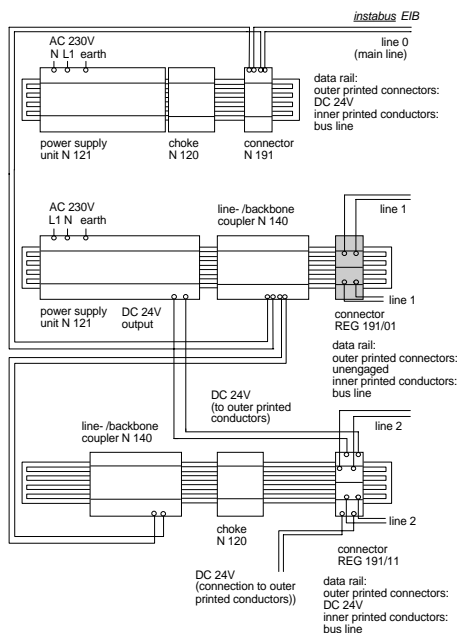 instabus EIB
line 0
(main line)
AC 230V
N L1 earth
data rail:
outer printed connectors:
DC 24V
inner printed conductors:
bus line
power supply
unit N 121
choke
N 120
connector
N 191
AC 230V
L1 N earth
line-/backbone
coupler N 140
line 1
line 1
power supply
unit N 121
DC 24V
output
connector
REG 191/01
data rail:
outer printed connectors:
unengaged
inner printed conductors:
bus line
DC 24V
(to outer printed
conductors)
line 2
line- /backbone
coupler N 140
line 2
choke
N 120
connector
REG 191/11
DC 24V
(connection to outer
printed conductors))
data rail:
outer printed connectors:
DC 24V
inner printed conductors:
bus line